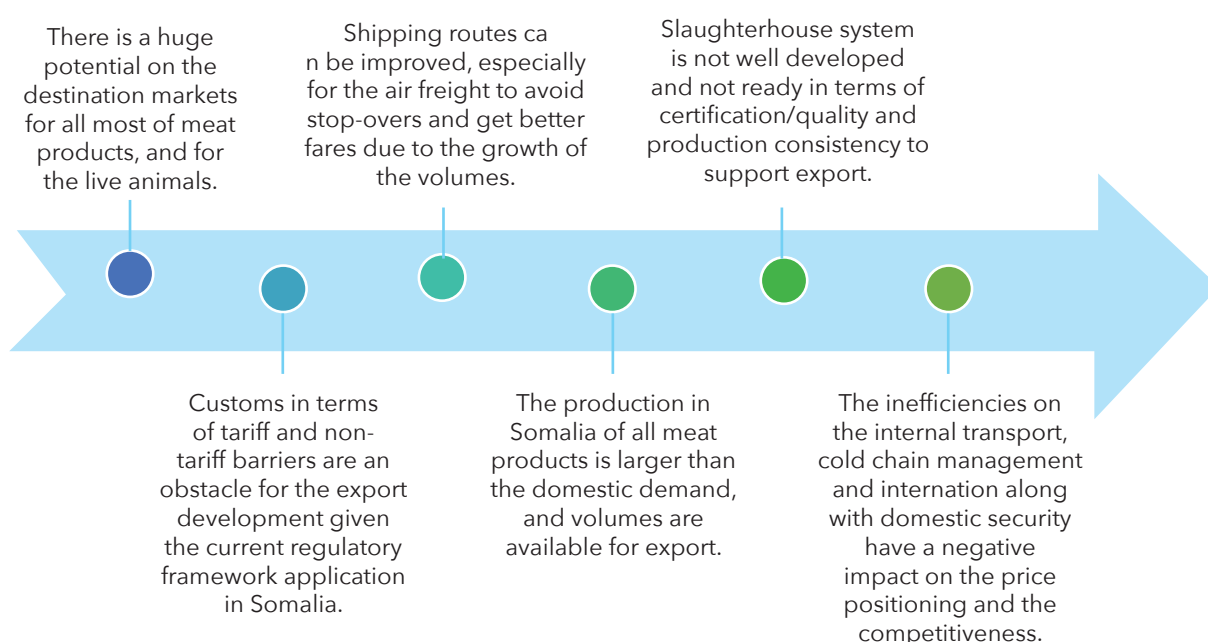 There is a huge
potential on the
destination markets
for all most of meat
products, and for
the live animals.
Customs in terms
of tariff and non-
tariff barriers are an
obstacle for the export
development given
the current regulatory
framework application
in Somalia.
Shipping routes ca
n be improved, especially
for the air freight to avoid
stop-overs and get better
fares due to the growth of
the volumes.
The production in
Somalia of all meat
products is larger than
the domestic demand,
and volumes are
available for export.
Slaughterhouse system
is not well developed
and not ready in terms of
certification/quality and
production consistency to
support export.
The inefficiencies on
the internal transport,
cold chain management
and internation along
with domestic security
have a negative
impact on the price
positioning and the
competitiveness.